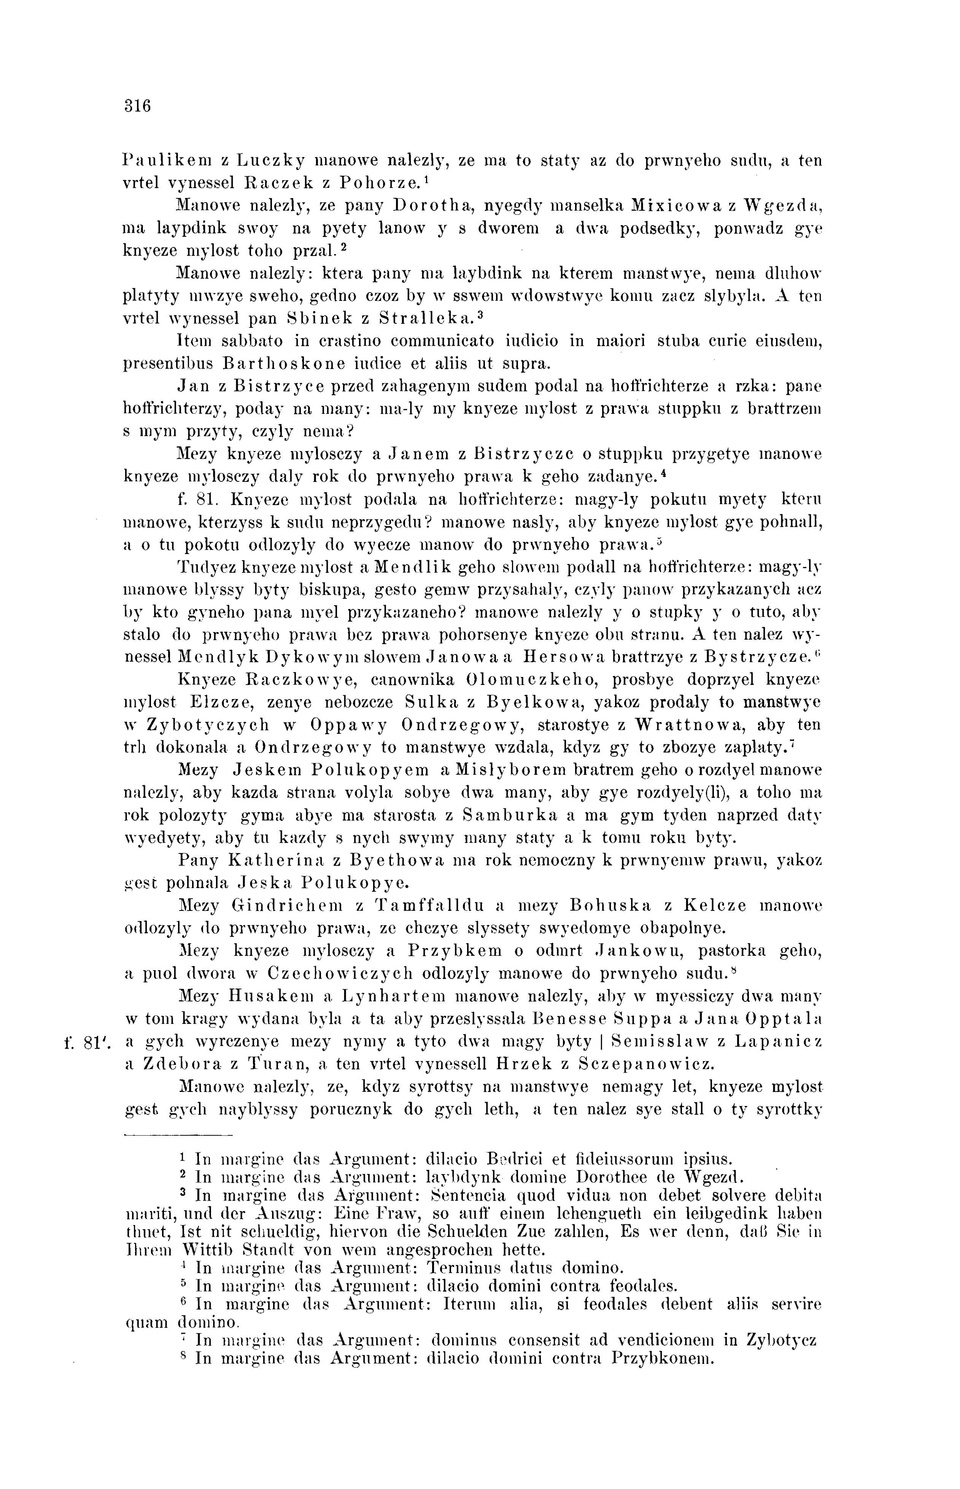 316
Paulikem z Luczky manowe nalezly, ze ma to staty az do prwnyeho sudu, a ten
vrtel vynessel Raczek z Pohorze.¹
Manowe nalezly, ze pany Dorotha, nyegdy manselka Mixicowa z Wgezda,
ma laypdink swoy na pyety lanow y s dworem a dwa podsedky, ponwadz gye
knyeze mylost toho przal.²
Manowe nalezly: ktera pany ma laybdink na kterem manstwye, nema dluhow
platyty mwzye sweho, gedno czoz by w sswem wdowstwye komu zacz slybyla. A ten
vrtel wynessel pan Sbinek z Stralleka.³
Item sabbato in crastino communicato iudicio in maiori stuba curie eiusdem,
presentibus Barthoskone iudice et aliis ut supra.
Jan z Bistrzyce przed zahagenym sudem podal na hoffrichterze a rzka: pane
hoffrichterzy, poday na many: ma-ly my knyeze mylost z prawa stuppku z brattrzem
s mym przyty, czyly nema?
Mezy knyeze mylosczy a Janem z Bistrzycze o stuppku przygetye manowe
knyeze mylosczy daly rok do prwnyeho prawa k geho zadanye.⁴
f. 81. Knyeze mylost podala na hoffrichterze: magy-ly pokutu myety kteru
manowe, kterzyss k sudu neprzygedu? manowe nasly, aby knyeze mylost gye pohnall,
a o tu pokotu odlozyly do wyecze manow do prwnyeho prawa.⁵
Tudyez knyeze mylost a Mendlik geho slowem podall na hoffrichterze: magy-ly
manowe blyssy byty biskupa, gesto gemw przysahaly, czyly panow przykazanych acz
by kto gyneho pana myel przykazaneho? manowe nalezly y o stupky y o tuto, aby
stalo do prwnyeho prawa bez prawa pohorsenye knyeze obu stranu. A ten nalez wy-
nessel Mendlyk Dykowym slowem Janowa a Hersowa brattrzye z Bystrzycze.⁶
Knyeze Raczkowye, canownika Olomuczkeho, prosbye doprzyel knyeze
mylost Elzcze, zenye nebozcze Sulka z Byelkowa, yakoz prodaly to manstwye
w Zybotyczych w Oppawy Ondrzegowy, starostye z Wrattnowa, aby ten
trh dokonala a Ondrzegowy to manstwye wzdala, kdyz gy to zbozye zaplaty.⁷
Mezy Jeskem Polukopyem a Mislyborem bratrem geho o rozdyel manowe
nalezly, aby kazda strana volyla sobye dwa many, aby gye rozdyely(li), a toho ma
rok polozyty gyma abye ma starosta z Samburka a ma gym tyden naprzed daty
wyedyety, aby tu kazdy s nych swymy many staty a k tomu roku byty.
Pany Katherina z Byethowa ma rok nemoczny k prwnyemw prawu, yakoz
gest pohnala Jeska Polukopye.
Mezy Gindrichem z Tamffalldu a mezy Bohuska z Kelcze manowe
odlozyly do prwnyeho prawa, ze chczye slyssety swyedomye obapolnye.
Mezy knyeze mylosczy a Przybkem o odmrt Jankowu, pastorka geho,
a puol dwora w Czechowiczych odlozyly manowe do prwnyeho sudu.⁸
Mezy Husakem a Lynhartem manowe nalezly, aby w myessiczy dwa many
w tom kragy wydana byla a ta aby przeslyssala Benesse Suppa a Jana Opptala
f. 81'. a gych wyrczenye mezy nymy a tyto dwa magy byty | Semisslaw z Lapanicz
a Zdebora z Turan, a ten vrtel vynessell Hrzek z Sczepanowicz.
Manowe nalezly, ze, kdyz syrottsy na manstwye nemagy let, knyeze mylost
gest gych nayblyssy porucznyk do gych leth, a ten nalez sye stall o ty syrottky
¹ In margine das Argument: dilacio Bedrici et fideiussorum ipsius.
² In margine das Argument: laybdynk domine Dorothee de Wgezd.
³ In margine das Argument: Sentencia quod vidua non debet solvere debita
mariti, und der Auszug: Eine Fraw, so auff einem lehengueth ein leibgedink haben
thuet, Ist nit schueldig, hiervon die Schuelden Zue zahlen, Es wer denn, daß Sie in
Ihrem Wittib Standt von wem angesprochen hette.
⁴ In margine das Argument: Terminus datus domino.
⁵ In margine das Argument: dilacio domini contra feodales.
⁶ In margine das Argument: Iterum alia, si feodales debent aliis servire
quam domino.
⁷ In margine das Argument: dominus consensit ad vendicionem in Zybotycz
⁸ In margine das Argument: dilacio domini contra Przybkonem.